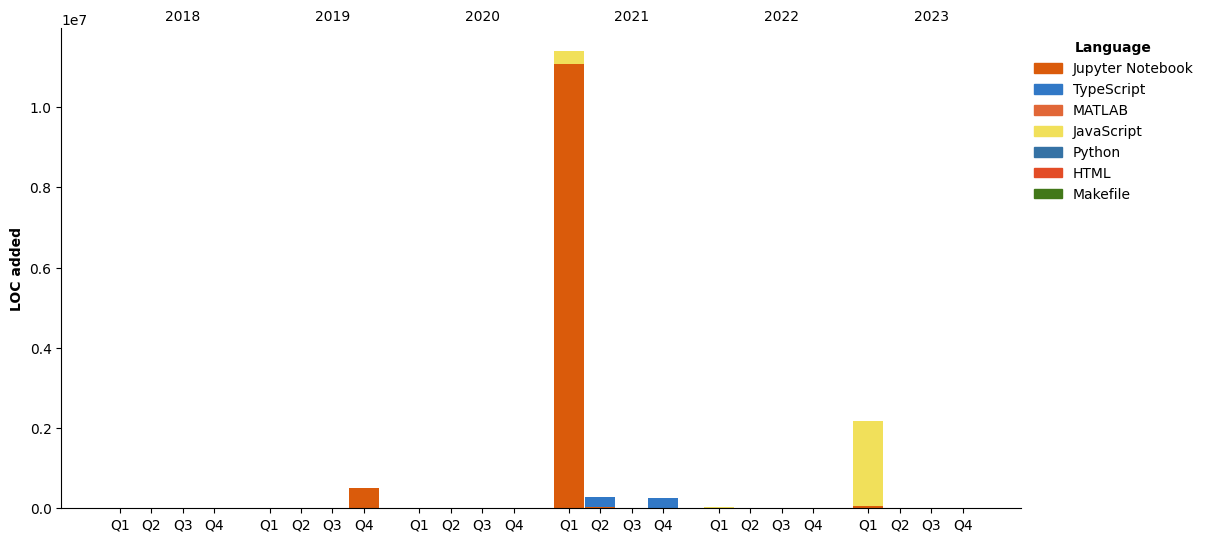 1e7
2018 2019 2020 2021 2022 2023
Language
Jupyter Notebook
TypeScript
MATLAB
JavaScript
Python
HTML
Makefile
LOC added
1.0
0.8
0.6
0.4
0.2
0.0
Q1 Q2 Q3 Q4 Q1 Q2 Q3 Q4 Q1 Q2 Q3 Q4 Q1 Q2 Q3 Q4 Q1 Q2 Q3 Q4 Q1 Q2 Q3 Q4